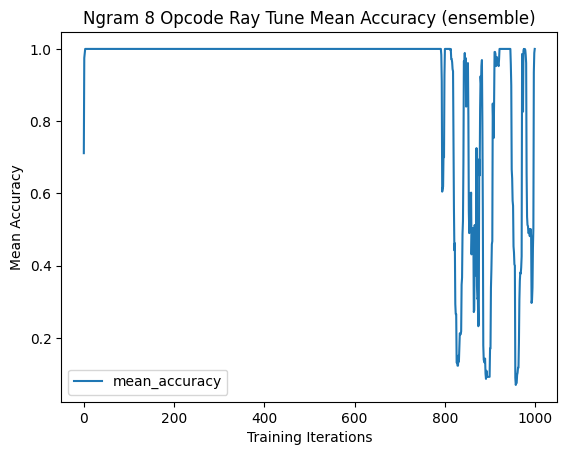 Ngram 8 Opcode Ray Tune Mean Accuracy (ensemble)
1.0
0.8
0.6
0.4
0.2
Mean Accuracy
mean_accuracy
0 200 400 600 800 1000
Training Iterations